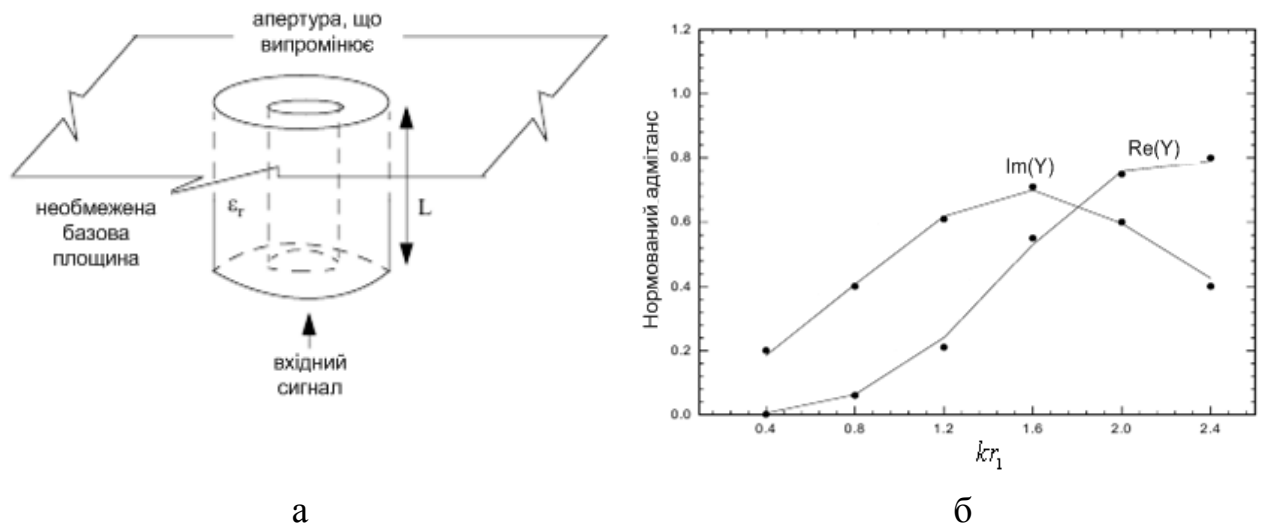 апертура, що
випромінює
необмежена
базова
площина
εr
L
вхідний
сигнал
а
Нормований адмітанс
1.2
1.0
0.8
0.6
0.4
0.2
0.0
Im(Y)
Re(Y)
0.4 0.8 1.2 1.6 2.0 2.4
kr1
б